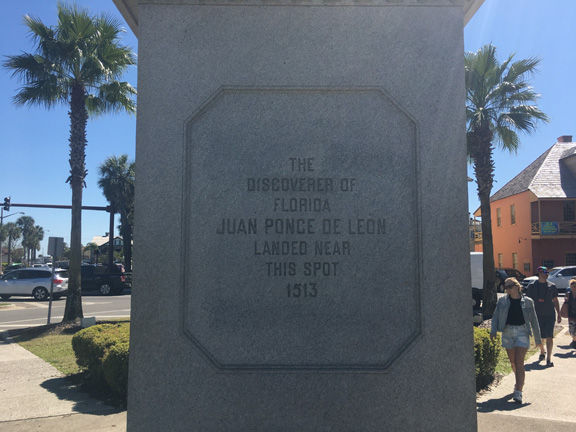 THE
DISCOVERER OF
FLORIDA
JUAN PONCE DE LEON
LANDED NEAR
THIS SPOT
1513